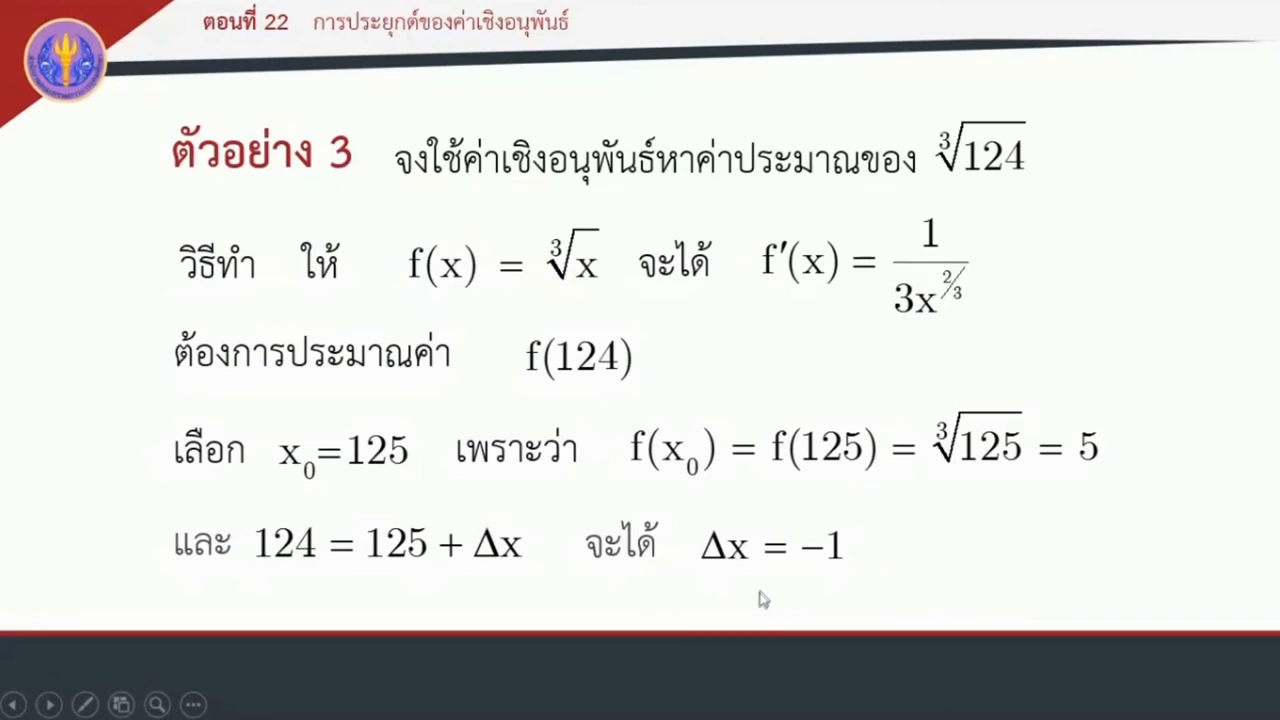 ตอนที่ 22 การประยุกต์ของค่าเชิงอนุพันธ์
ตัวอย่าง 3 จงใช้ค่าเชิงอนุพันธ์หาค่าประมาณของ ∛124
วิธีทำ ให้ f(x) = ∛x จะได้ f′(x) = 1/(3x^(2/3))
ต้องการประมาณค่า f(124)
เลือก x₀=125 เพราะว่า f(x₀) = f(125) = ∛125 = 5
และ 124 = 125 + Δx จะได้ Δx = −1